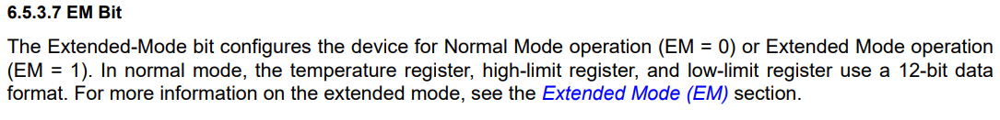 6.5.3.7 EM Bit
The Extended-Mode bit configures the device for Normal Mode operation (EM = 0) or Extended Mode operation
(EM = 1). In normal mode, the temperature register, high-limit register, and low-limit register use a 12-bit data
format. For more information on the extended mode, see the Extended Mode (EM) section.